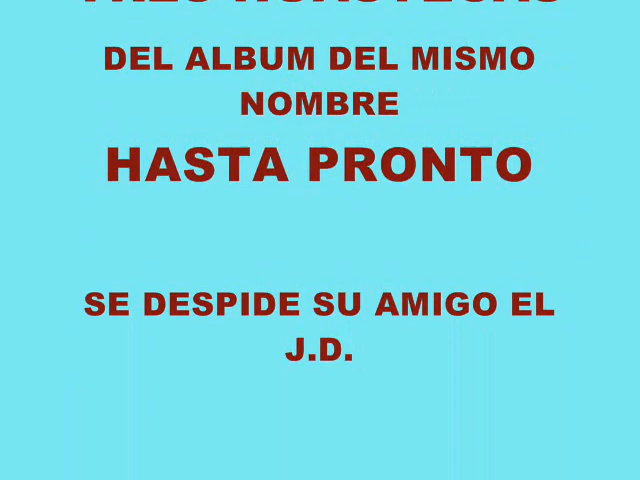 DEL ALBUM DEL MISMO
NOMBRE
HASTA PRONTO
SE DESPIDE SU AMIGO EL
J.D.